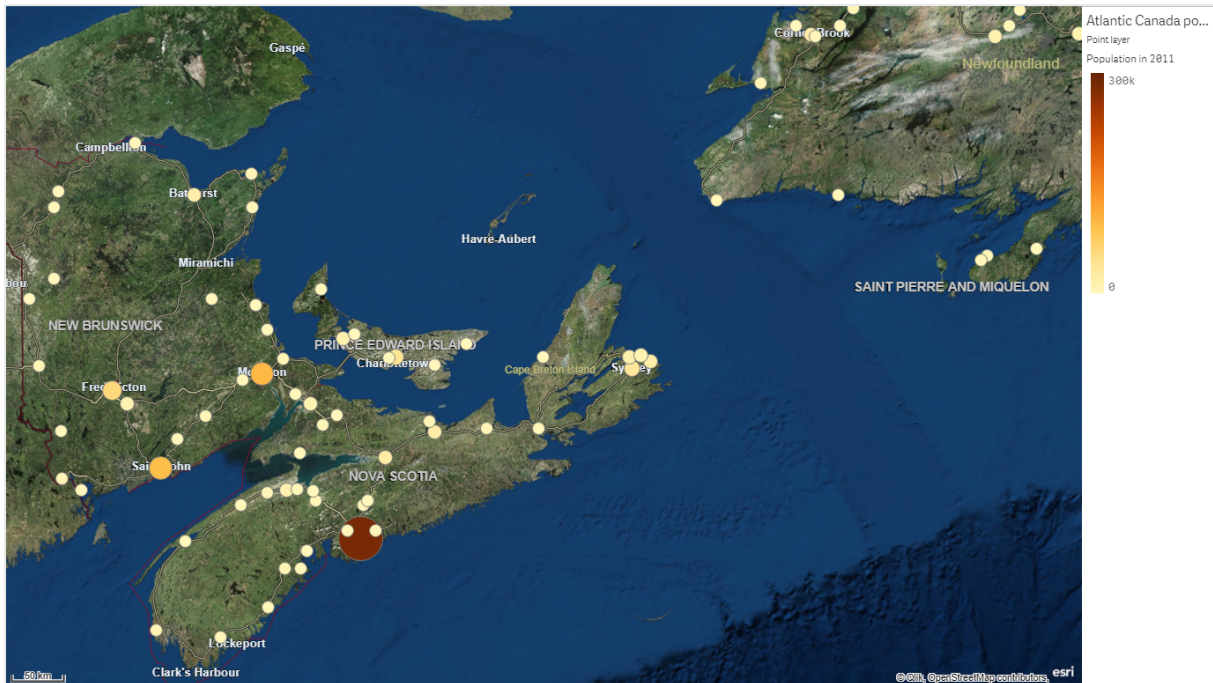 Atlantic Canada po...
Point layer
Population in 2011
300k
0
Gaspé
Corner Brook
Newfoundland
Campbellton
Bathurst
Havre-Aubert
Miramichi
bou
SAINT PIERRE AND MIQUELON
NEW BRUNSWICK
PRINCE EDWARD ISLAND
Charlottetown
Cape Breton Island
Sydney
Moncton
Fredericton
Saint John
NOVA SCOTIA
Lockeport
Clark's Harbour
50 km
© Qlik, OpenStreetMap contributors,
esri